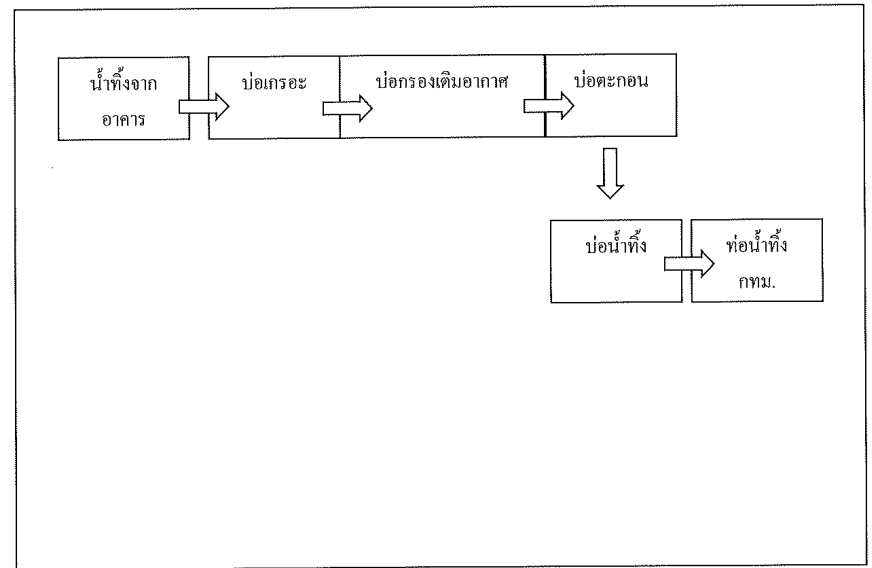 น้ำทิ้งจาก
อาคาร
บ่อเกรอะ
บ่อกรองเติมอากาศ
บ่อตะกอน
บ่อน้ำทิ้ง
ท่อน้ำทิ้ง
กทม.